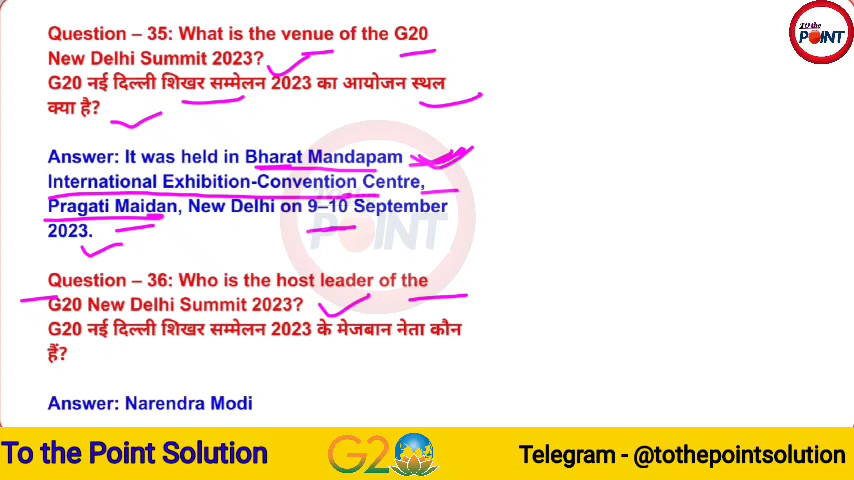 Question – 35: What is the venue of the G20
New Delhi Summit 2023?
G20 नई दिल्ली शिखर सम्मेलन 2023 का आयोजन स्थल
क्या है?
Answer: It was held in Bharat Mandapam
International Exhibition-Convention Centre,
Pragati Maidan, New Delhi on 9–10 September
2023.
Question – 36: Who is the host leader of the
G20 New Delhi Summit 2023?
G20 नई दिल्ली शिखर सम्मेलन 2023 के मेजबान नेता कौन
हैं?
Answer: Narendra Modi
To the Point Solution
G20
Telegram - @tothepointsolution
TO the
POINT
POINT